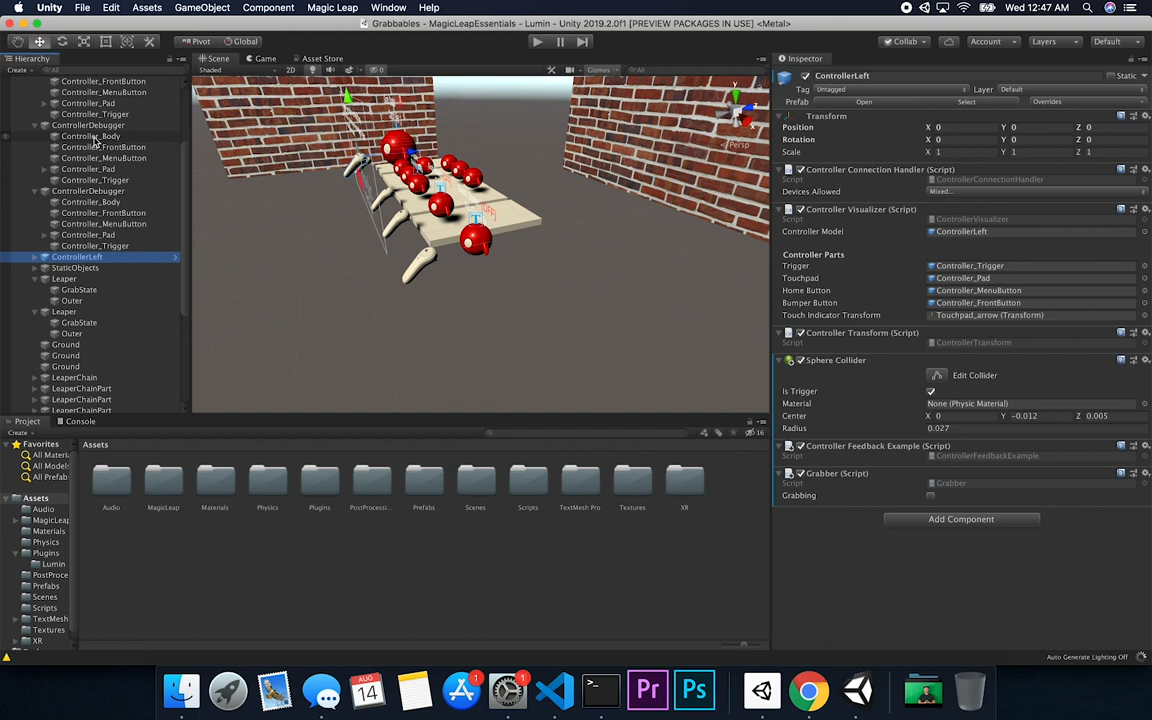 Unity File Edit Assets GameObject Component Magic Leap Window Help Wed 12:47 AM
Grabbables - MagicLeapEssentials - Lumin - Unity 2019.2.0f1 [PREVIEW PACKAGES IN USE] <Metal>
Pivot Global Collab Account Layers Default
Hierarchy Scene Game Asset Store Inspector
Create All Shaded 2D 0 Gizmos All
Controller_FrontButton
Controller_MenuButton
Controller_Pad
Controller_Trigger
ControllerDebugger
Controller_Body
Controller_FrontButton
Controller_MenuButton
Controller_Pad
Controller_Trigger
ControllerDebugger
Controller_Body
Controller_FrontButton
Controller_MenuButton
Controller_Pad
Controller_Trigger
ControllerLeft
StaticObjects
Leaper
GrabState
Outer
Leaper
GrabState
Outer
Ground
Ground
Ground
LeaperChain
LeaperChainPart
LeaperChainPart
LeaperChainPart
y
z
Persp
ControllerLeft Static
Tag Untagged Layer Default
Prefab Open Select Overrides
Transform
Position X 0 Y 0 Z 0
Rotation X 0 Y 0 Z 0
Scale X 1 Y 1 Z 1
Controller Connection Handler (Script)
Script ControllerConnectionHandler
Devices Allowed Mixed...
Controller Visualizer (Script)
Script ControllerVisualizer
Controller Model ControllerLeft
Controller Parts
Trigger Controller_Trigger
Touchpad Controller_Pad
Home Button Controller_MenuButton
Bumper Button Controller_FrontButton
Touch Indicator Transform Touchpad_arrow (Transform)
Controller Transform (Script)
Script ControllerTransform
Sphere Collider
Edit Collider
Is Trigger
Material None (Physic Material)
Center X 0 Y -0.012 Z 0.005
Radius 0.027
Controller Feedback Example (Script)
Script ControllerFeedbackExample
Grabber (Script)
Script Grabber
Grabbing
Add Component
Project Console
Create 16
Favorites
All Materi
All Model
All Prefab
Assets
Audio
MagicLeap
Materials
Physics
Plugins
Lumin
PostProce
Prefabs
Scenes
Scripts
TextMesh
Textures
XR
Assets
Audio MagicLeap Materials Physics Plugins PostProcessi... Prefabs Scenes Scripts TextMesh Pro Textures XR
Auto Generate Lighting Off
AUG 14 1 1 Pr Ps